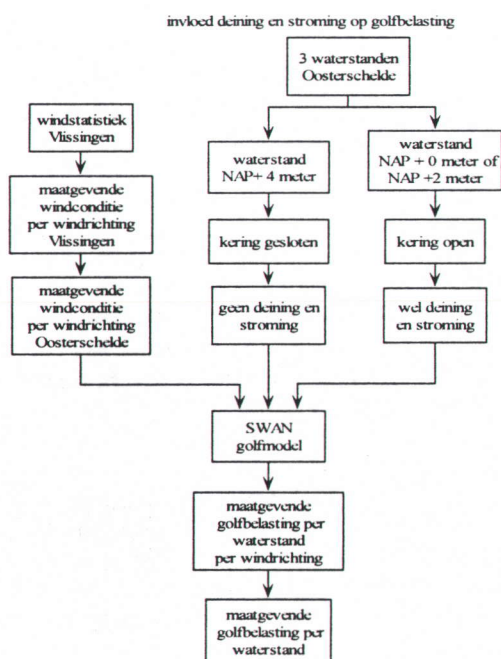 invloed deining en stroming op golfbelasting
3 waterstanden
Oosterschelde
windstatistiek
Vlissingen
waterstand
NAP+ 4 meter
waterstand
NAP + 0 meter of
NAP +2 meter
maatgevende
windconditie
per windrichting
Vlissingen
kering gesloten
kering open
maatgevende
windconditie
per windrichting
Oosterschelde
geen deining en
stroming
wel deining
en stroming
SWAN
golfmodel
maatgevende
golfbelasting per
waterstand
per windrichting
maatgevende
golfbelasting per
waterstand